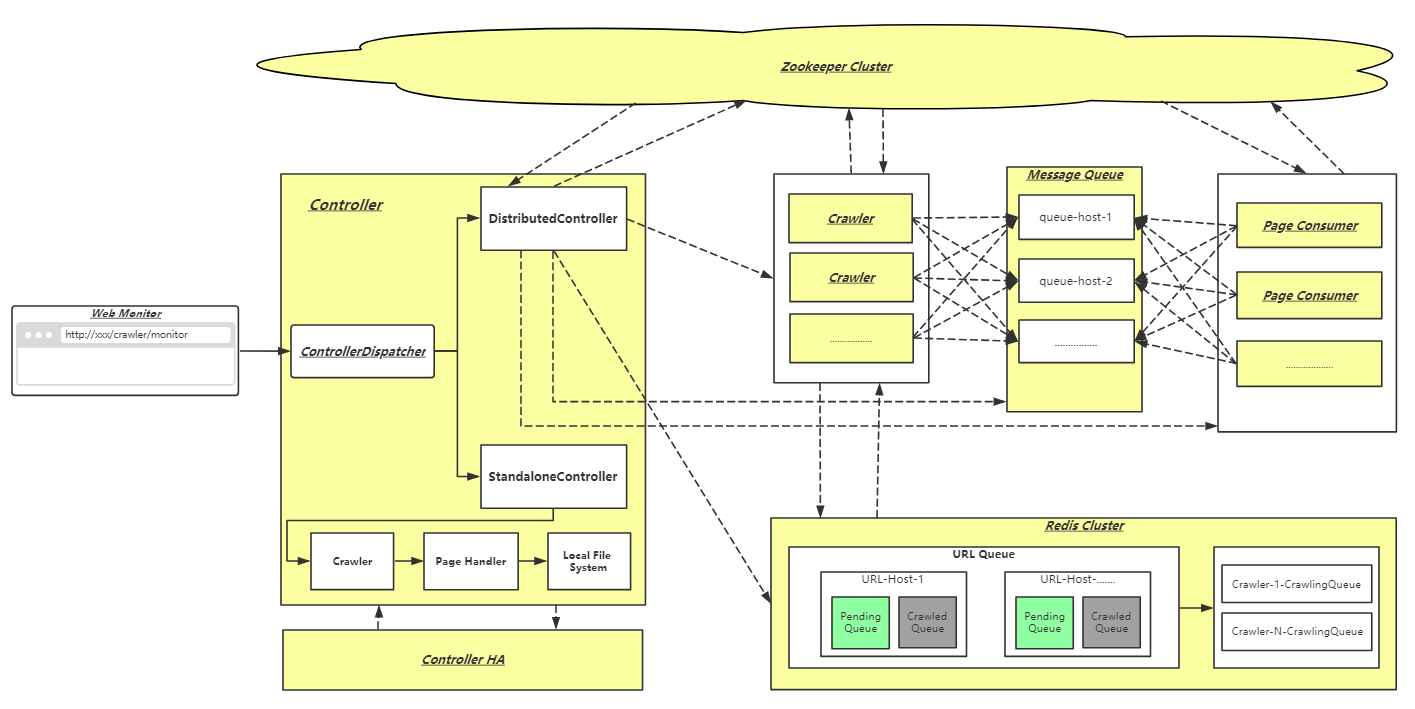 Zookeeper Cluster
Controller
DistributedController
Web Monitor
http://xxx/crawler/monitor
ControllerDispatcher
StandaloneController
Crawler
Page Handler
Local File
System
Controller HA
Crawler
Crawler
.................
Message Queue
queue-host-1
queue-host-2
.................
Page Consumer
Page Consumer
...................
Redis Cluster
URL Queue
URL-Host-1
Pending
Queue
Crawled
Queue
URL-Host-.......
Pending
Queue
Crawled
Queue
Crawler-1-CrawlingQueue
Crawler-N-CrawlingQueue